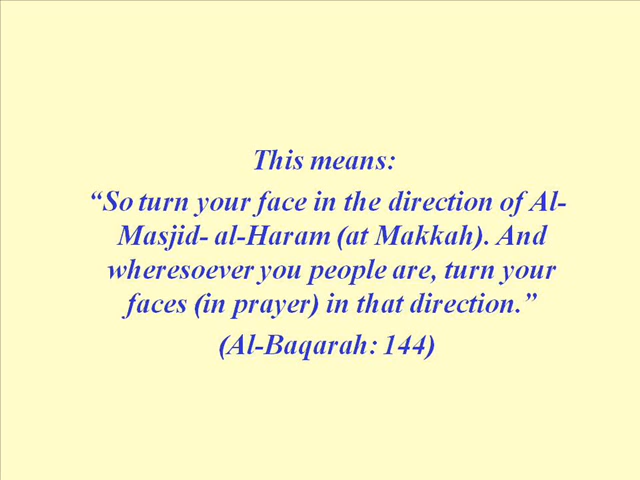 This means:
“So turn your face in the direction of Al-
Masjid- al-Haram (at Makkah). And
wheresoever you people are, turn your
faces (in prayer) in that direction.”
(Al-Baqarah: 144)